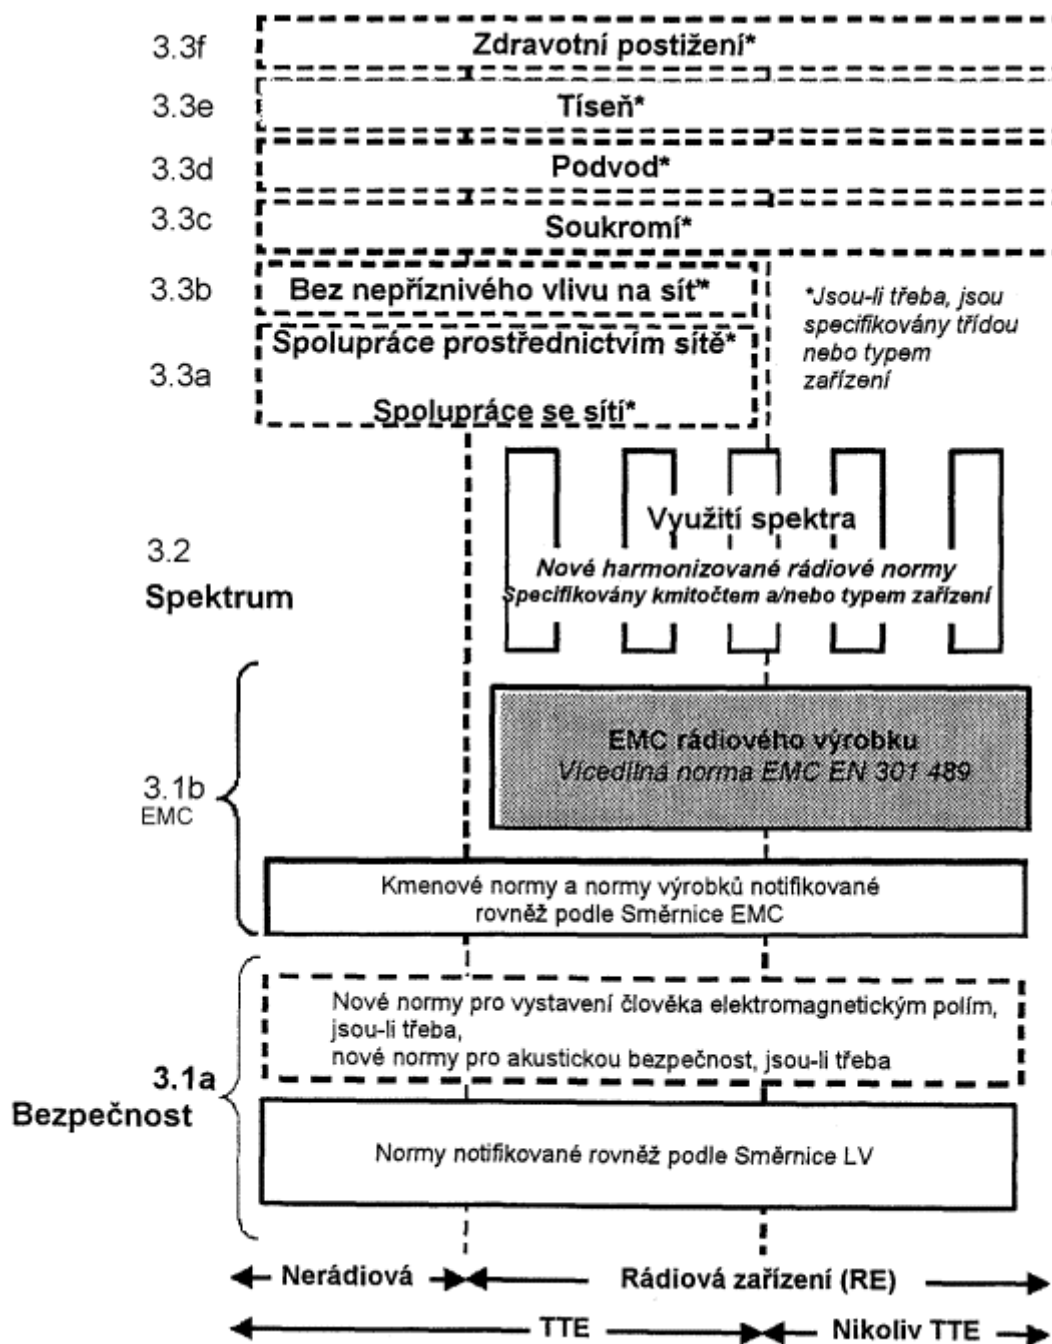 3.3f
Zdravotní postižení*
3.3e
Tíseň*
3.3d
Podvod*
3.3c
Soukromí*
3.3b
Bez nepříznivého vlivu na síť*
*Jsou-li třeba, jsou
specifikovány třídou
nebo typem
zařízení
3.3a
Spolupráce prostřednictvím sítě*
Spolupráce se sítí*
3.2
Spektrum
Využití spektra
Nové harmonizované rádiové normy
Specifikovány kmitočtem a/nebo typem zařízení
3.1b
EMC
EMC rádiového výrobku
Vícedílná norma EMC EN 301 489
Kmenové normy a normy výrobků notifikované
rovněž podle Směrnice EMC
3.1a
Bezpečnost
Nové normy pro vystavení člověka elektromagnetickým polím,
jsou-li třeba,
nové normy pro akustickou bezpečnost, jsou-li třeba
Normy notifikované rovněž podle Směrnice LV
Nerádiová
Rádiová zařízení (RE)
TTE
Nikoliv TTE